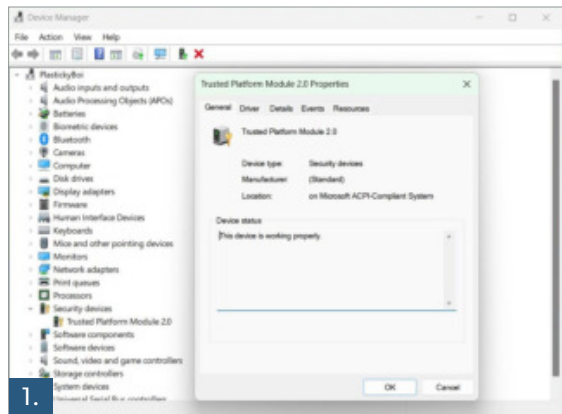 Device Manager
File Action View Help
PlastickyBoi
Audio inputs and outputs
Audio Processing Objects (APOs)
Batteries
Biometric devices
Bluetooth
Cameras
Computer
Disk drives
Display adapters
Firmware
Human Interface Devices
Keyboards
Mice and other pointing devices
Monitors
Network adapters
Print queues
Processors
Security devices
Trusted Platform Module 2.0
Software components
Software devices
Sound, video and game controllers
Storage controllers
System devices
Universal Serial Bus controllers
Trusted Platform Module 2.0 Properties
General Driver Details Events Resources
Trusted Platform Module 2.0
Device type: Security devices
Manufacturer: (Standard)
Location: on Microsoft ACPI-Compliant System
Device status
This device is working properly.
OK Cancel
1.